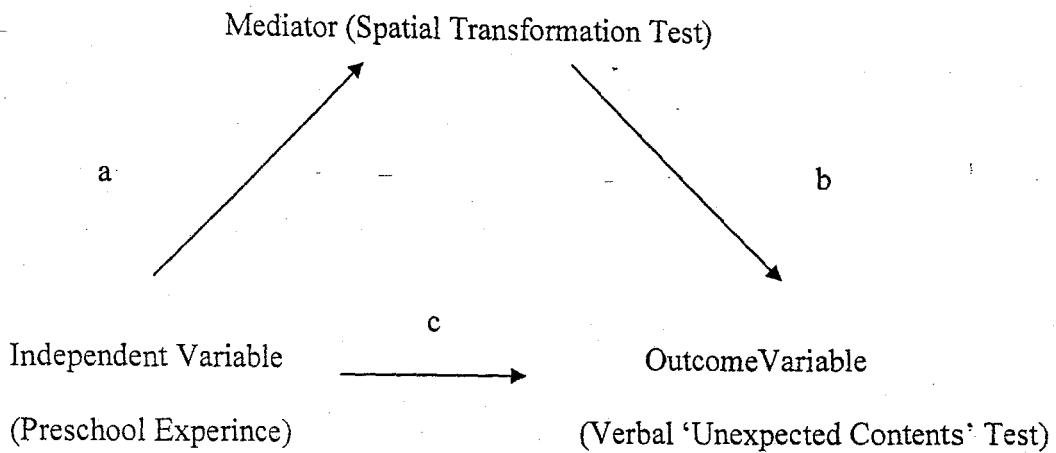 Mediator (Spatial Transformation Test)
a
b
c
Independent Variable
OutcomeVariable
(Preschool Experince)
(Verbal ‘Unexpected Contents’ Test)